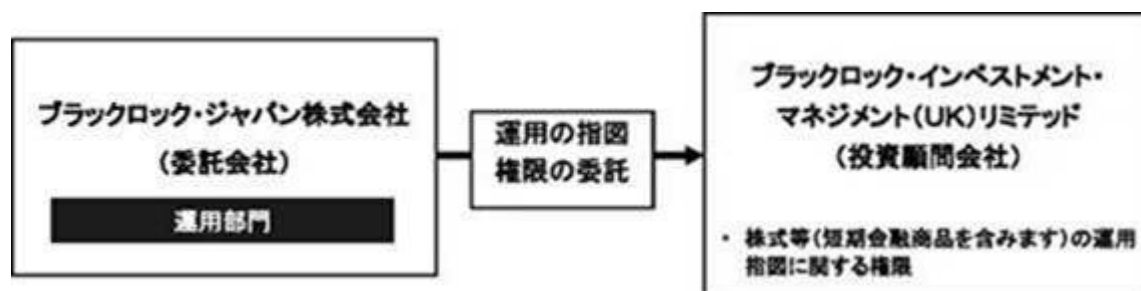 ブラックロック・ジャパン株式会社
(委託会社)
運用部門
運用の指図
権限の委託
ブラックロック・インベストメント・
マネジメント(UK)リミテッド
(投資顧問会社)
・ 株式等(短期金融商品を含みます)の運用
指図に関する権限